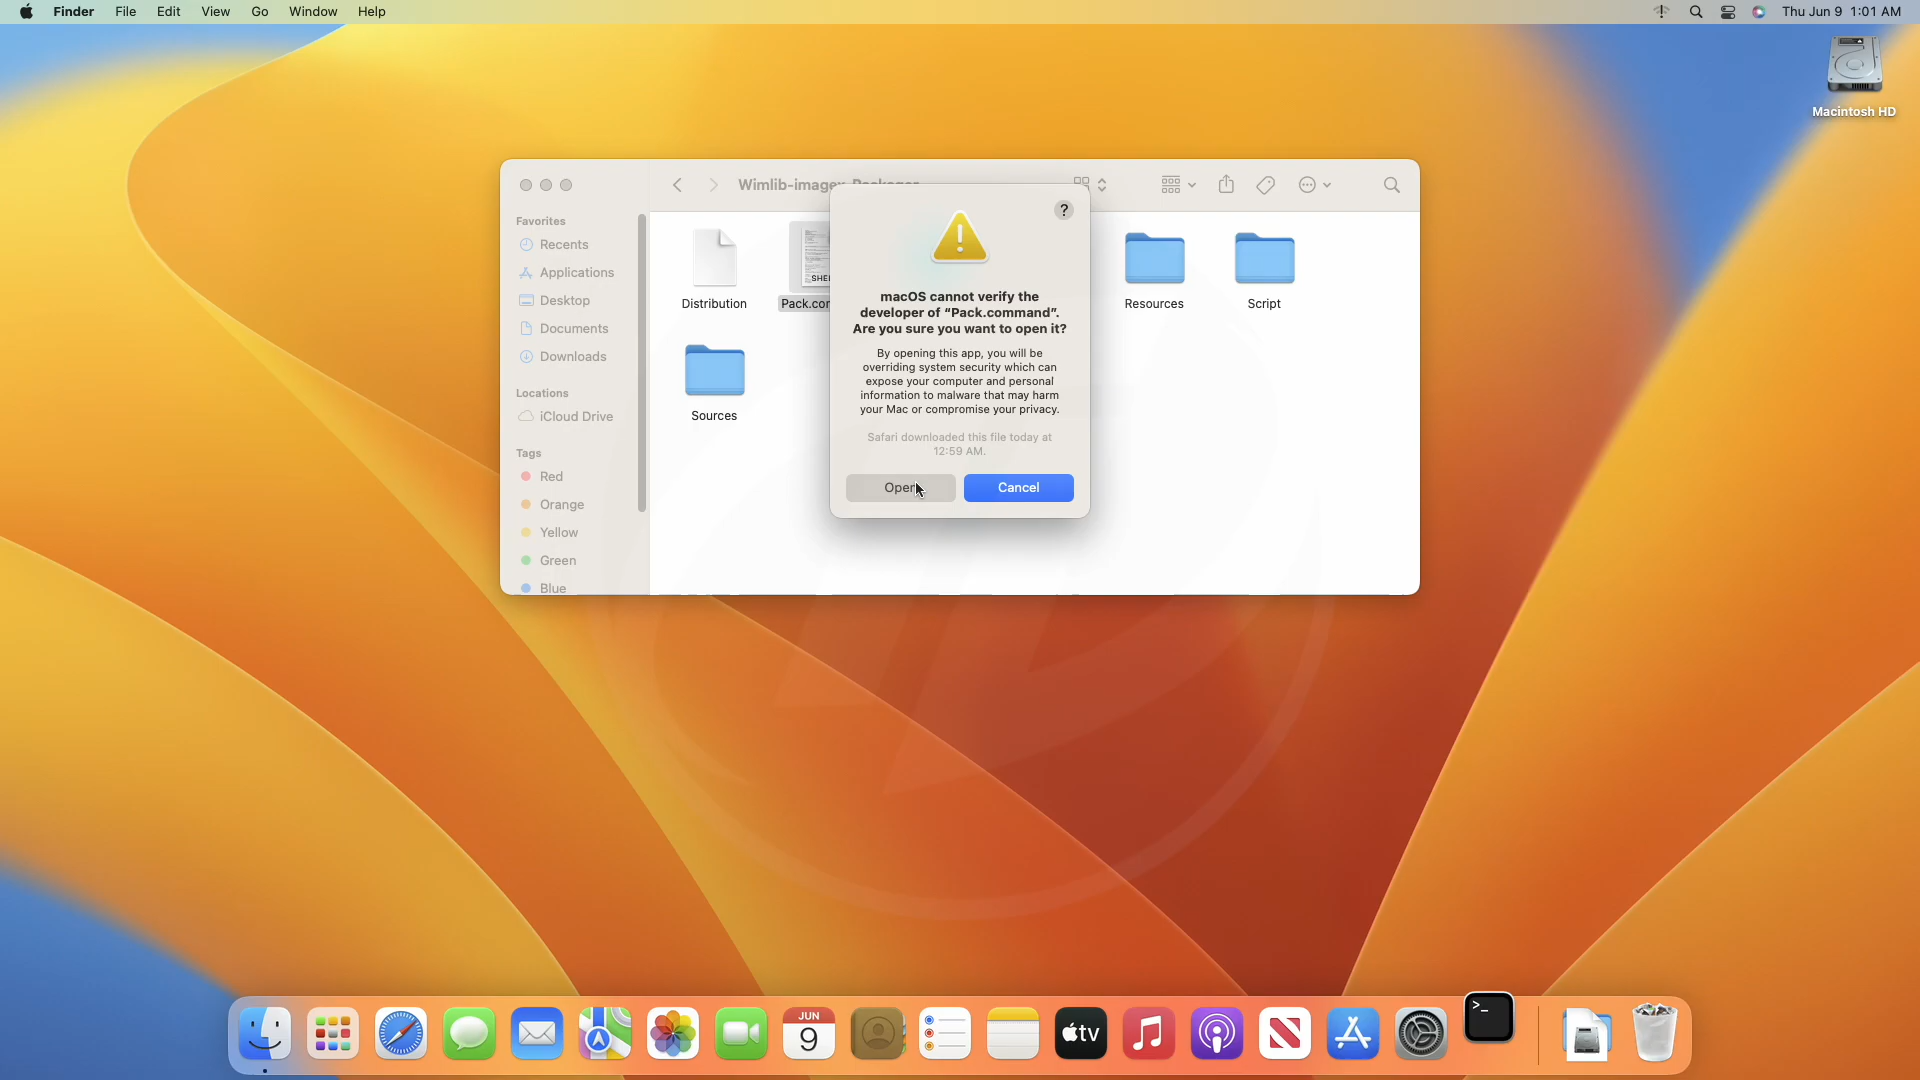 Finder File Edit View Go Window Help
Thu Jun 9 1:01 AM
Macintosh HD
Wimlib-imagex-Packager
Favorites
Recents
Applications
Desktop
Documents
Downloads
Locations
iCloud Drive
Tags
Red
Orange
Yellow
Green
Blue
Distribution
SHE
Pack.com
Resources
Script
Sources
?
macOS cannot verify the
developer of “Pack.command”.
Are you sure you want to open it?
By opening this app, you will be
overriding system security which can
expose your computer and personal
information to malware that may harm
your Mac or compromise your privacy.
Safari downloaded this file today at
12:59 AM.
Open
Cancel
JUN
9
tv
>_